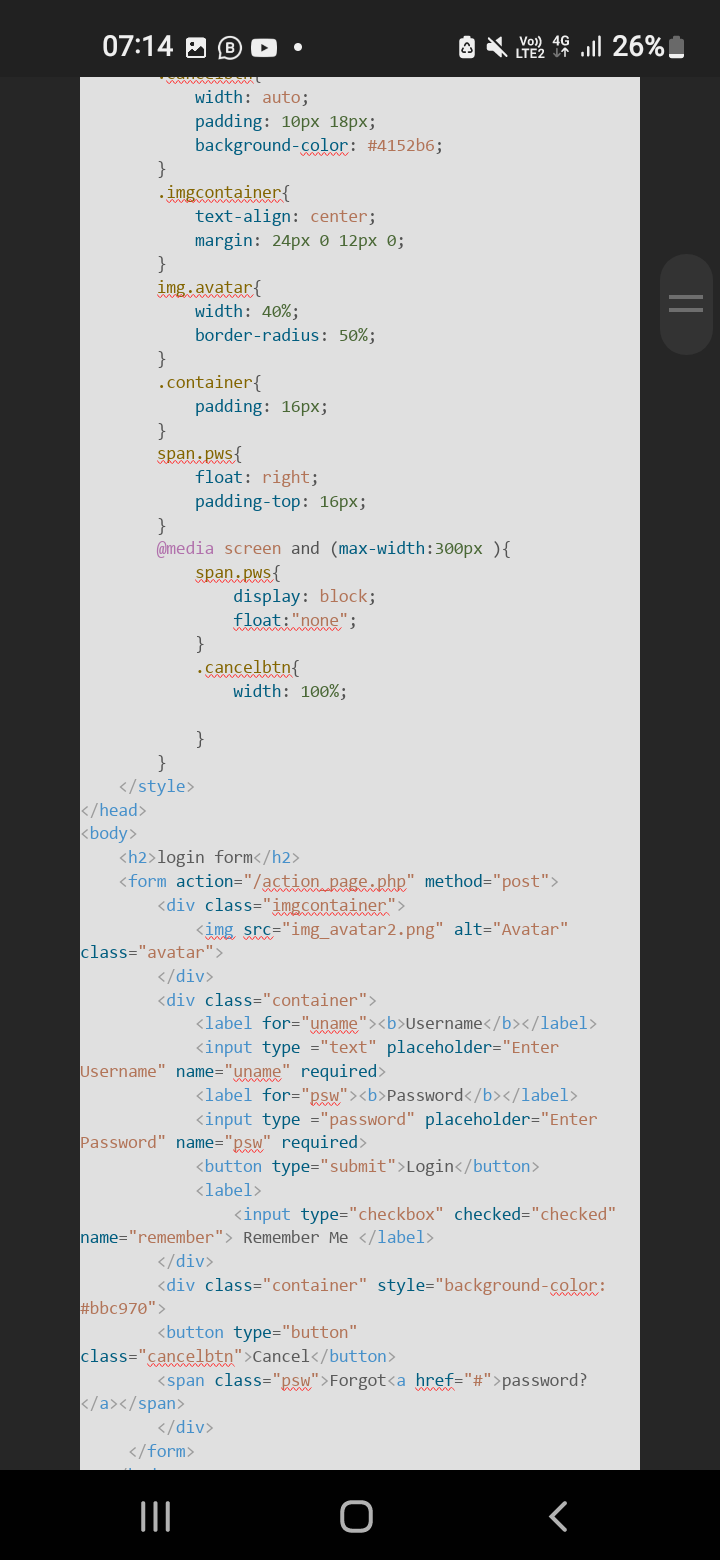 07:14 B Vo)) LTE2 4G 26%
.cancelbtn{
width: auto;
padding: 10px 18px;
background-color: #4152b6;
}
.imgcontainer{
text-align: center;
margin: 24px 0 12px 0;
}
img.avatar{
width: 40%;
border-radius: 50%;
}
.container{
padding: 16px;
}
span.pws{
float: right;
padding-top: 16px;
}
@media screen and (max-width:300px ){
span.pws{
display: block;
float:"none";
}
.cancelbtn{
width: 100%;
}
}
</style>
</head>
<body>
<h2>login form</h2>
<form action="/action_page.php" method="post">
<div class="imgcontainer">
<img src="img_avatar2.png" alt="Avatar"
class="avatar">
</div>
<div class="container">
<label for="uname"><b>Username</b></label>
<input type ="text" placeholder="Enter
Username" name="uname" required>
<label for="psw"><b>Password</b></label>
<input type ="password" placeholder="Enter
Password" name="psw" required>
<button type="submit">Login</button>
<label>
<input type="checkbox" checked="checked"
name="remember"> Remember Me </label>
</div>
<div class="container" style="background-color:
#bbc970">
<button type="button"
class="cancelbtn">Cancel</button>
<span class="psw">Forgot<a href="#">password?
</a></span>
</div>
</form>